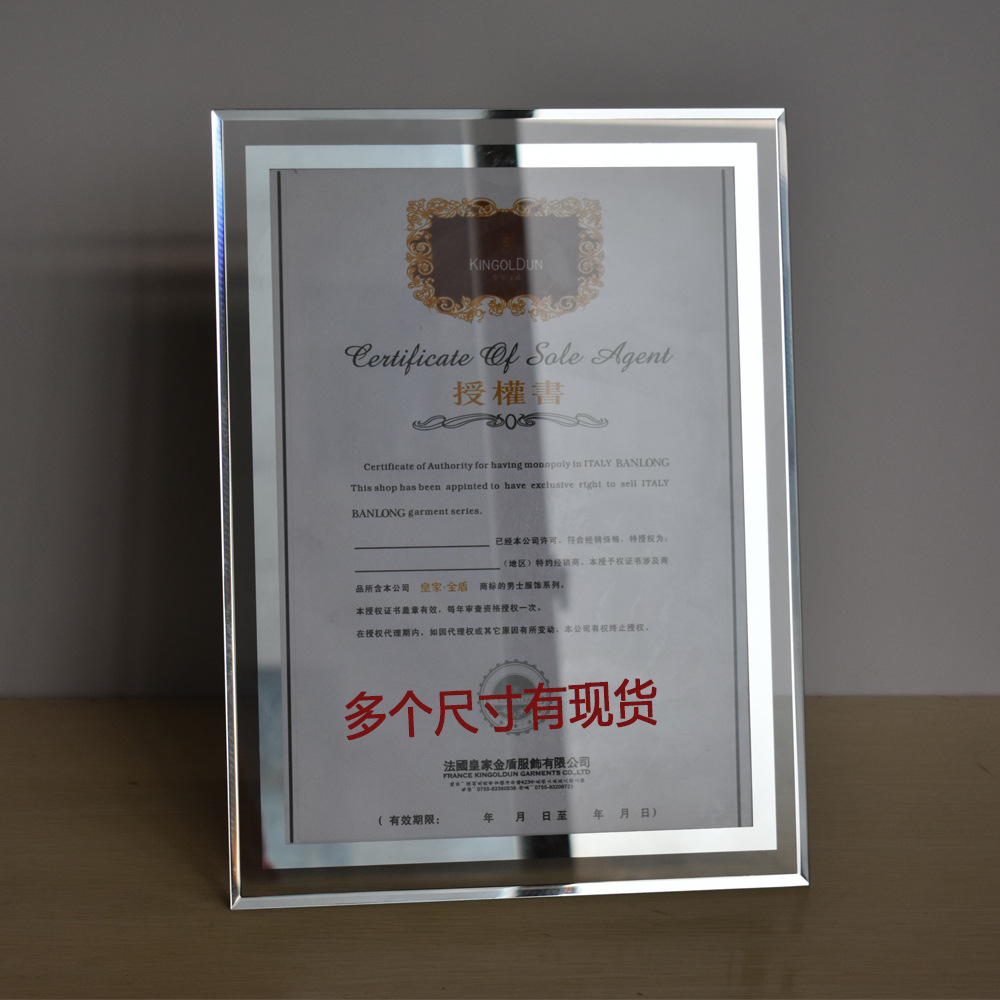 KINGOLDUN
Certificate Of Sole Agent
授權書
Certificate of Authority for having monopoly in ITALY BANLONG
This shop has been appinted to have exclusive right to sell ITALY
BANLONG garment series.
已经本公司许可，符合经销资格，特授权为：
（地区）特约经销商。本授予权证书涉及商
品所含本公司 皇家·金盾 商标的男士服饰系列。
本授权证书盖章有效，每年审查资格授权一次。
在授权代理期内，如因代理权或其它原因有所变动，本公司有权终止授权。
多个尺寸有现货
法國皇家金盾服飾有限公司
FRANCE KINGOLDUN GARMENTS CO.,LTD
(有效期限： 年 月 日至 年 月 日)